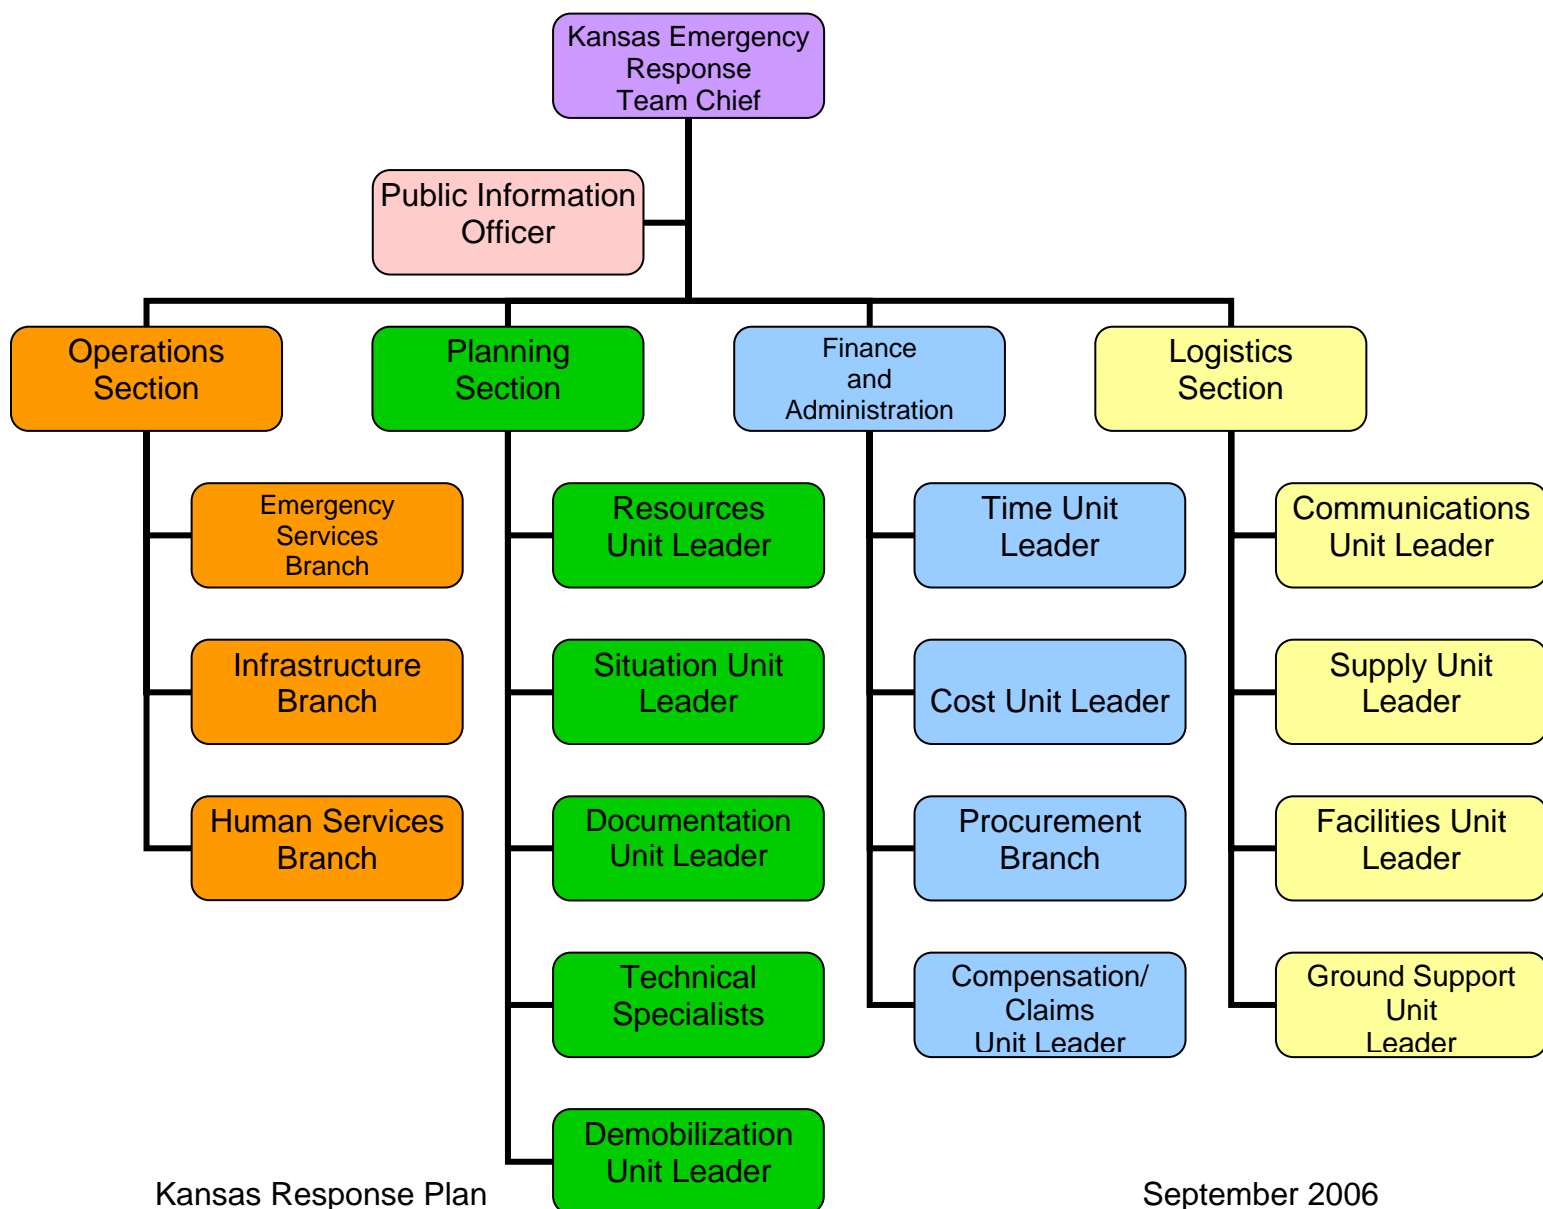 Kansas Emergency
Response
Team Chief
Public Information
Officer
Operations
Section
Planning
Section
Finance
and
Administration
Logistics
Section
Emergency
Services
Branch
Resources
Unit Leader
Time Unit
Leader
Communications
Unit Leader
Infrastructure
Branch
Situation Unit
Leader
Cost Unit Leader
Supply Unit
Leader
Human Services
Branch
Documentation
Unit Leader
Procurement
Branch
Facilities Unit
Leader
Technical
Specialists
Compensation/
Claims
Unit Leader
Ground Support
Unit
Leader
Demobilization
Unit Leader
Kansas Response Plan
September 2006